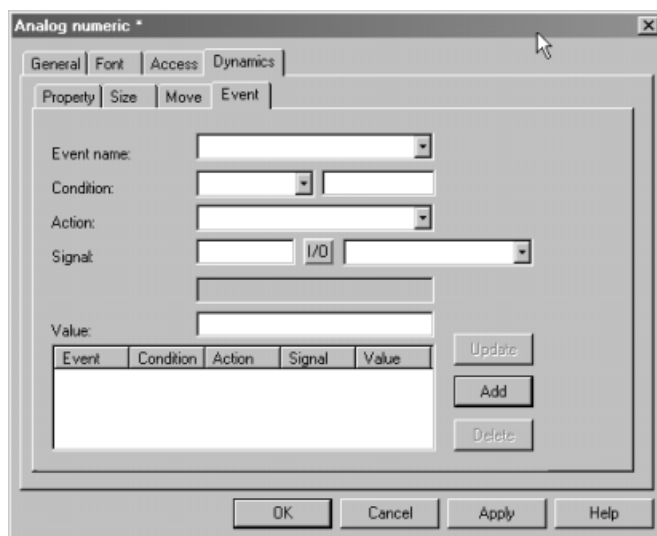 Analog numeric *
General Font Access Dynamics
Property Size Move Event
Event name:
Condition:
Action:
Signal: I/O
Value:
Event Condition Action Signal Value
Update
Add
Delete
OK Cancel Apply Help